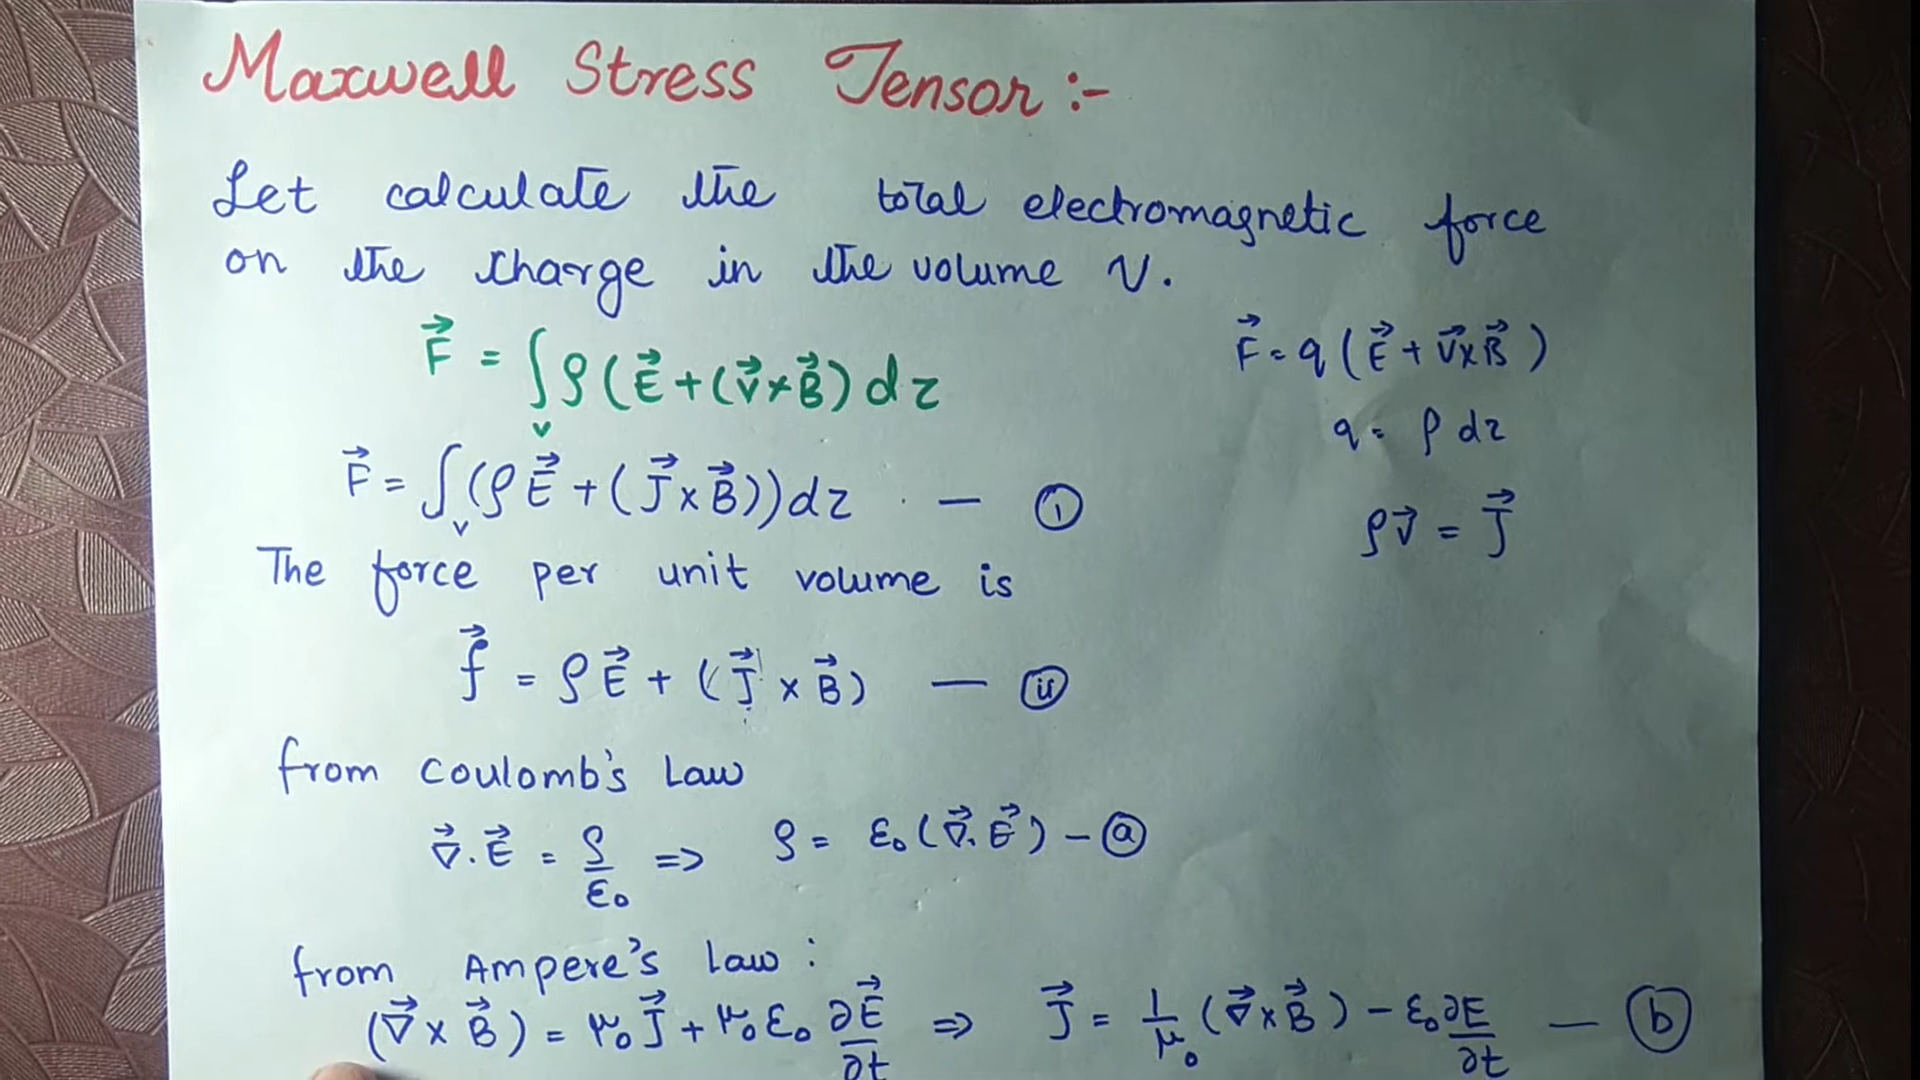 Maxwell Stress Tensor :-
Let calculate the total electromagnetic force
on the charge in the volume V.
F⃗ = ∫ᵥ ρ(E⃗ + (v⃗ × B⃗) dτ
F⃗ = q(E⃗ + v⃗ × B⃗)
q = ρ dτ
F⃗ = ∫ᵥ (ρE⃗ + (J⃗ × B⃗)) dτ — (i)
ρv⃗ = J⃗
The force per unit volume is
f⃗ = ρE⃗ + (J⃗ × B⃗) — (ii)
from Coulomb's Law
∇⃗.E⃗ = ρ/ε₀ => ρ = ε₀(∇⃗.E⃗) - (a)
from Ampere's Law :
(∇⃗ × B⃗) = μ₀J⃗ + μ₀ε₀ ∂E⃗/∂t => J⃗ = 1/μ₀ (∇⃗ × B⃗) - ε₀ ∂E/∂t — (b)